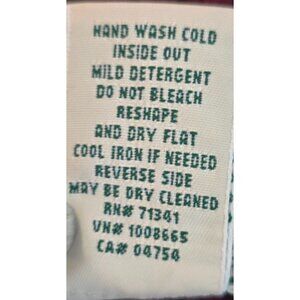 HAND WASH COLD
INSIDE OUT
MILD DETERGENT
DO NOT BLEACH
RESHAPE
AND DRY FLAT
COOL IRON IF NEEDED
REVERSE SIDE
MAY BE DRY CLEANED
RN# 71341
VN# 1008665
CA# 04754